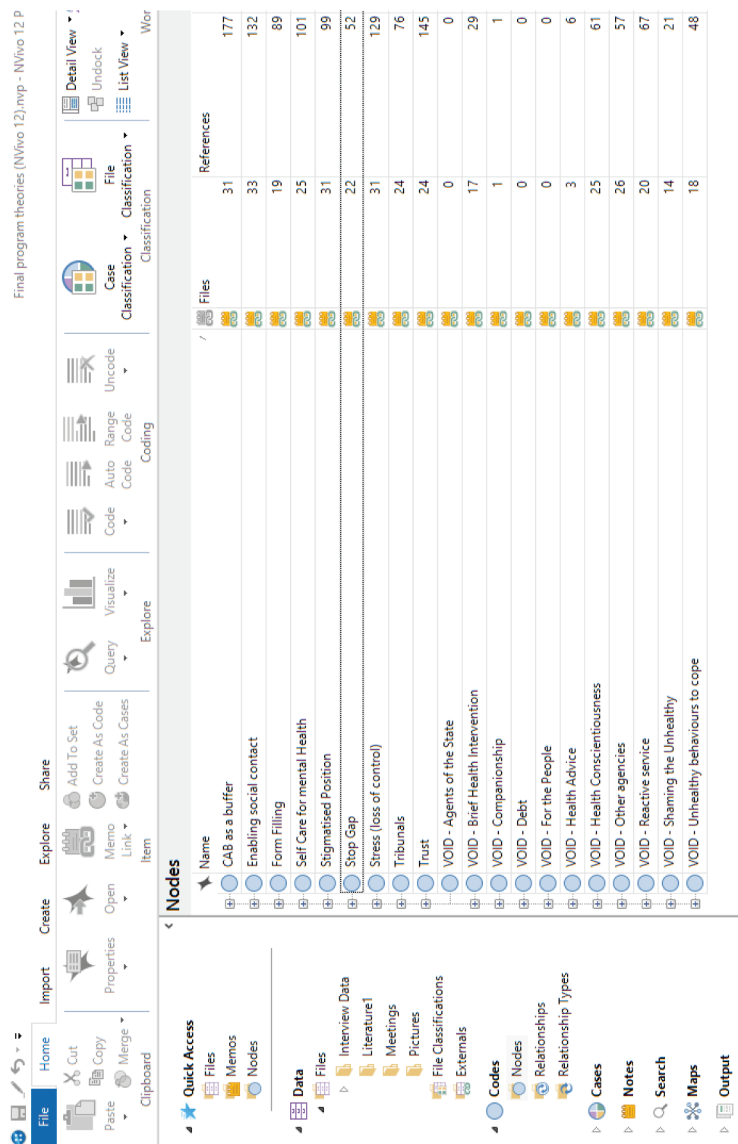 Final program theories (NVivo 12).nvp - NVivo 12 P
File Home Import Create Explore Share
Paste
Cut
Copy
Merge
Clipboard
Properties
Open
Memo
Link
Add To Set
Create As Code
Create As Cases
Item
Query
Visualize
Explore
Code
Auto
Code
Range
Code
Uncode
Coding
Case
Classification
File
Classification
Classification
Detail View
Undock
List View
Wor
Quick Access
Files
Memos
Nodes
Data
Files
Interview Data
Literature1
Meetings
Pictures
File Classifications
Externals
Codes
Nodes
Relationships
Relationship Types
Cases
Notes
Search
Maps
Output
Nodes
Name Files References
CAB as a buffer 31 177
Enabling social contact 33 132
Form Filling 19 89
Self Care for mental Health 25 101
Stigmatised Position 31 99
Stop Gap 22 52
Stress (loss of control) 31 129
Tribunals 24 76
Trust 24 145
VOID - Agents of the State 0 0
VOID - Brief Health Intervention 17 29
VOID - Companionship 1 1
VOID - Debt 0 0
VOID - For the People 0 0
VOID - Health Advice 3 6
VOID - Health Conscientiousness 25 61
VOID - Other agencies 26 57
VOID - Reactive service 20 67
VOID - Shaming the Unhealthy 14 21
VOID - Unhealthy behaviours to cope 18 48